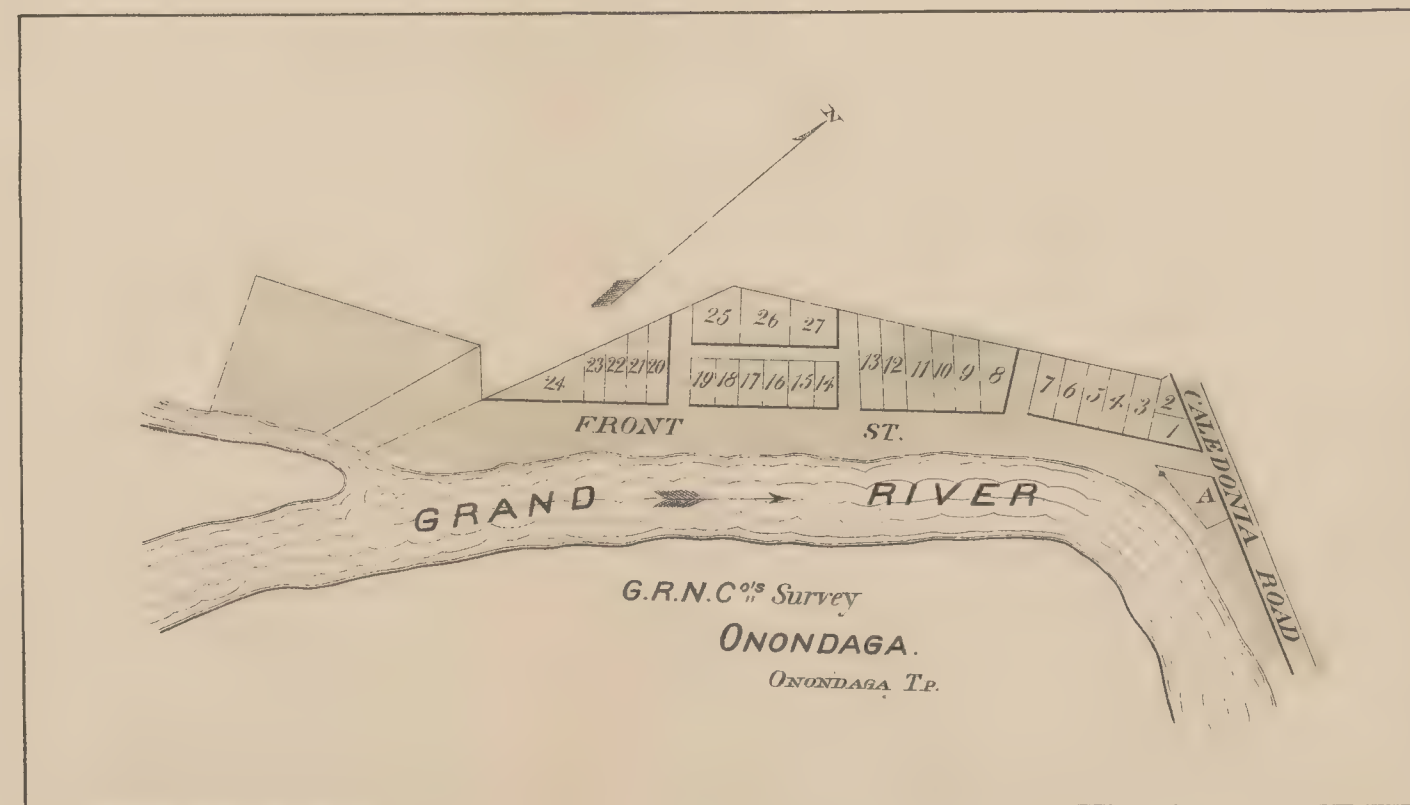 N
25 26 27
24 23 22 21 20
19 18 17 16 15 14
13 12 11 10 9 8
7 6 5 4 3 2
1
FRONT ST.
CALEDONIA ROAD
A
GRAND RIVER
G.R.N.Co's Survey
ONONDAGA.
ONONDAGA TP.